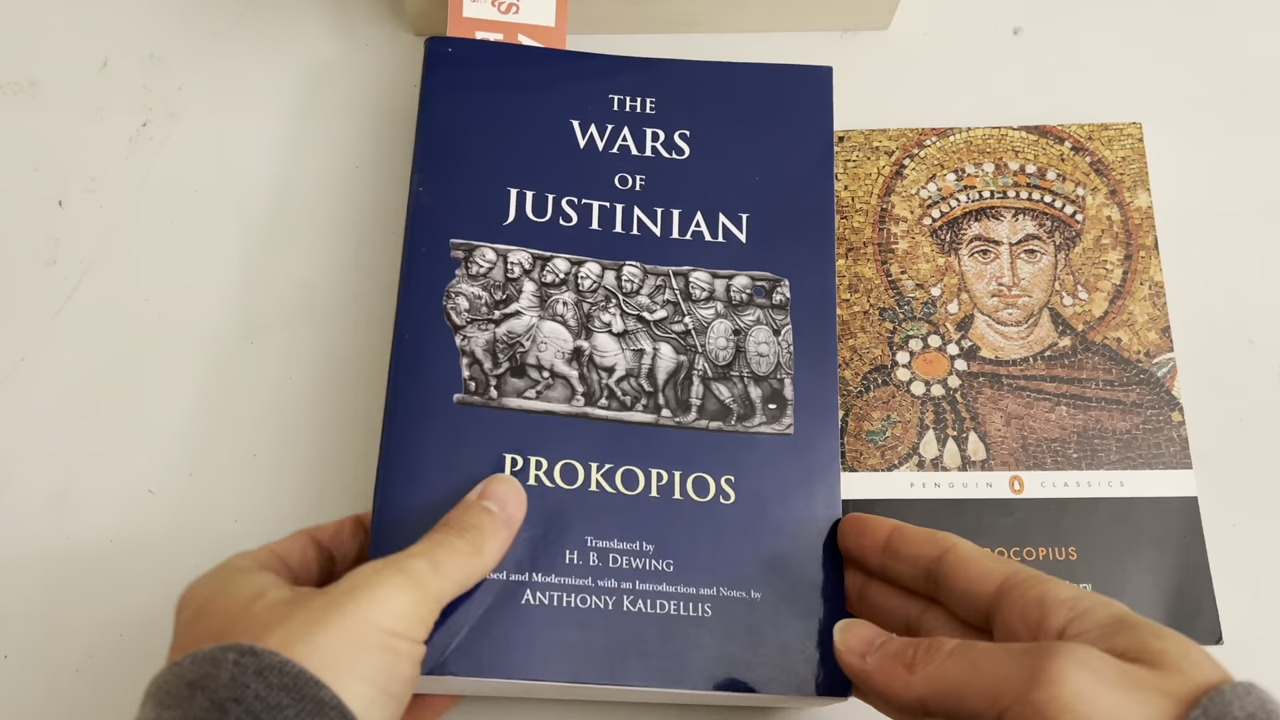 THE
WARS
OF
JUSTINIAN
PROKOPIOS
Translated by
H. B. DEWING
and Modernized, with an Introduction and Notes, by
ANTHONY KALDELLIS
PENGUIN CLASSICS